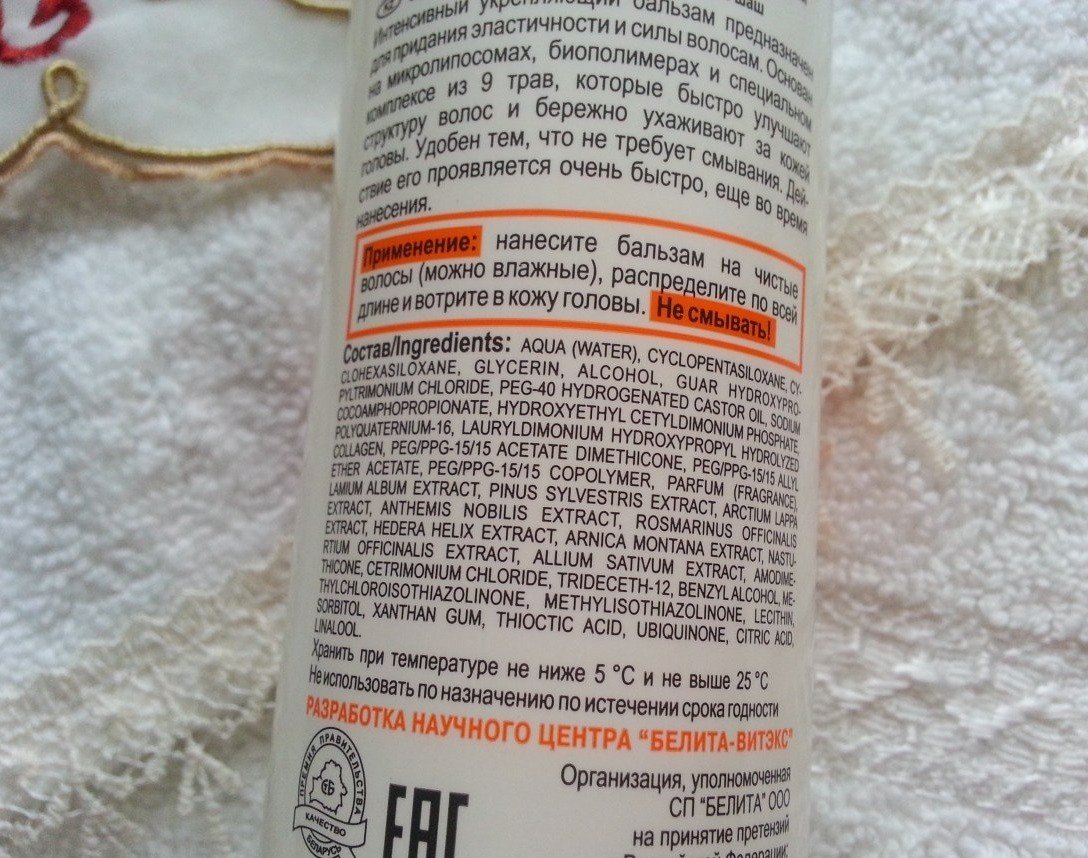 шаш
Интенсивный укрепляющий бальзам предназначен
для придания эластичности и силы волосам. Основан
на микролипосомах, биополимерах и специальном
комплексе из 9 трав, которые быстро улучшают
структуру волос и бережно ухаживают за кожей
головы. Удобен тем, что не требует смывания. Дей-
ствие его проявляется очень быстро, еще во время
нанесения.
Применение: нанесите бальзам на чистые
волосы (можно влажные), распределите по всей
длине и вотрите в кожу головы. Не смывать!
Состав/Ingredients: AQUA (WATER), CYCLOPENTASILOXANE, CY-
CLOHEXASILOXANE, GLYCERIN, ALCOHOL, GUAR HYDROXYPRO-
PYLTRIMONIUM CHLORIDE, PEG-40 HYDROGENATED CASTOR OIL, SODIUM
COCOAMPHOPROPIONATE, HYDROXYETHYL CETYLDIMONIUM PHOSPHATE,
POLYQUATERNIUM-16, LAURYLDIMONIUM HYDROXYPROPYL HYDROLYZED
COLLAGEN, PEG/PPG-15/15 ACETATE DIMETHICONE, PEG/PPG-15/15 ALLYL
ETHER ACETATE, PEG/PPG-15/15 COPOLYMER, PARFUM (FRAGRANCE),
LAMIUM ALBUM EXTRACT, PINUS SYLVESTRIS EXTRACT, ARCTIUM LAPPA
EXTRACT, ANTHEMIS NOBILIS EXTRACT, ROSMARINUS OFFICINALIS
EXTRACT, HEDERA HELIX EXTRACT, ARNICA MONTANA EXTRACT, NASTU-
RTIUM OFFICINALIS EXTRACT, ALLIUM SATIVUM EXTRACT, AMODIME-
THICONE, CETRIMONIUM CHLORIDE, TRIDECETH-12, BENZYL ALCOHOL, ME-
THYLCHLOROISOTHIAZOLINONE, METHYLISOTHIAZOLINONE, LECITHIN,
SORBITOL, XANTHAN GUM, THIOCTIC ACID, UBIQUINONE, CITRIC ACID,
LINALOOL.
Хранить при температуре не ниже 5 °C и не выше 25 °C
Не использовать по назначению по истечении срока годности
РАЗРАБОТКА НАУЧНОГО ЦЕНТРА “БЕЛИТА-ВИТЭКС”
ПРЕМИЯ ПРАВИТЕЛЬСТВА
КАЧЕСТВО
EAC
Организация, уполномоченная
СП “БЕЛИТА” ООО
на принятие претензий
Федерации: